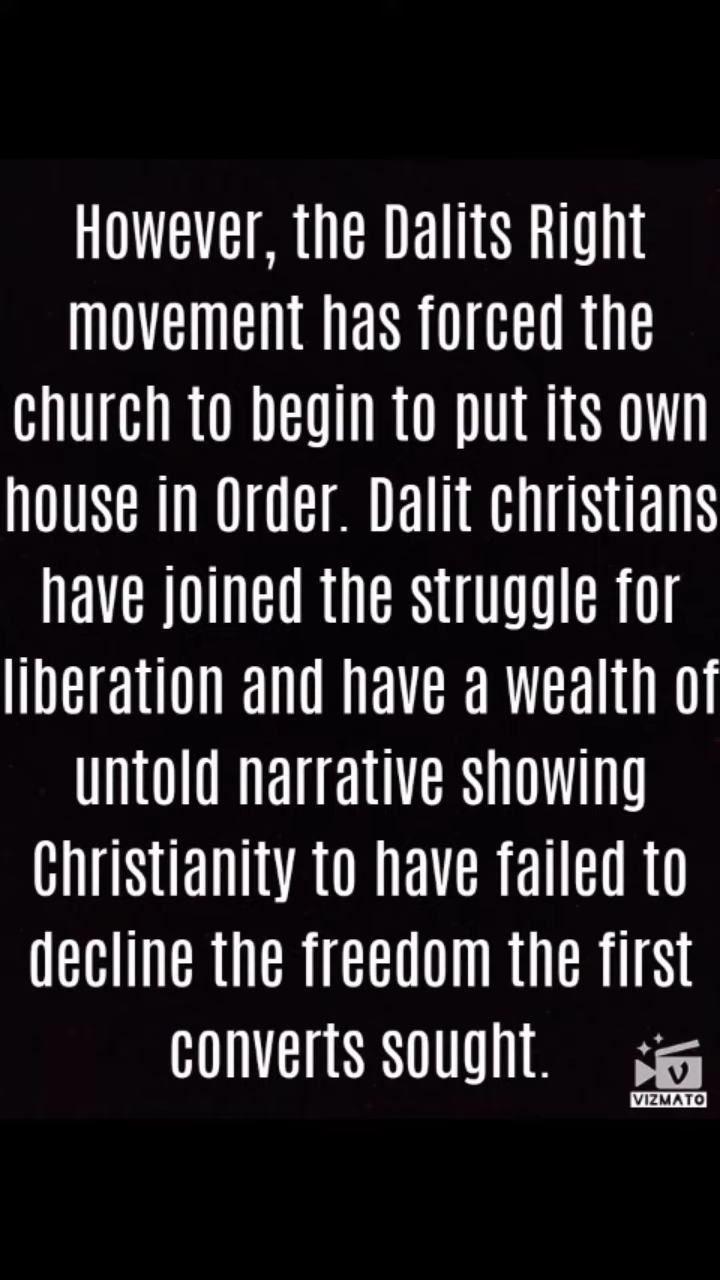 However, the Dalits Right
movement has forced the
church to begin to put its own
house in Order. Dalit christians
have joined the struggle for
liberation and have a wealth of
untold narrative showing
Christianity to have failed to
decline the freedom the first
converts sought.
V
VIZMATO